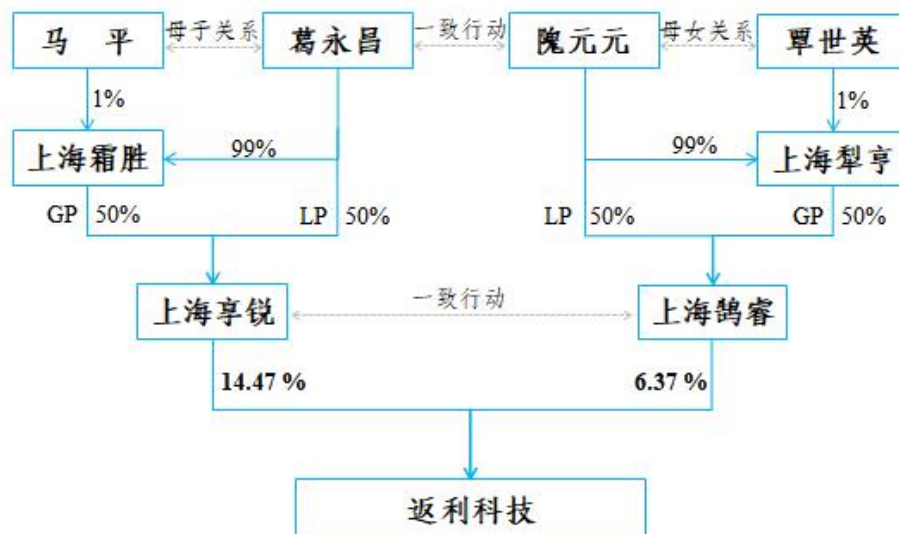 马 平 母子关系 葛永昌 一致行动 隗元元 母女关系 覃世英
1% 1%
上海霜胜 99% 99% 上海犁亨
GP 50% LP 50% LP 50% GP 50%
上海享锐 一致行动 上海鹄睿
14.47 % 6.37 %
返利科技